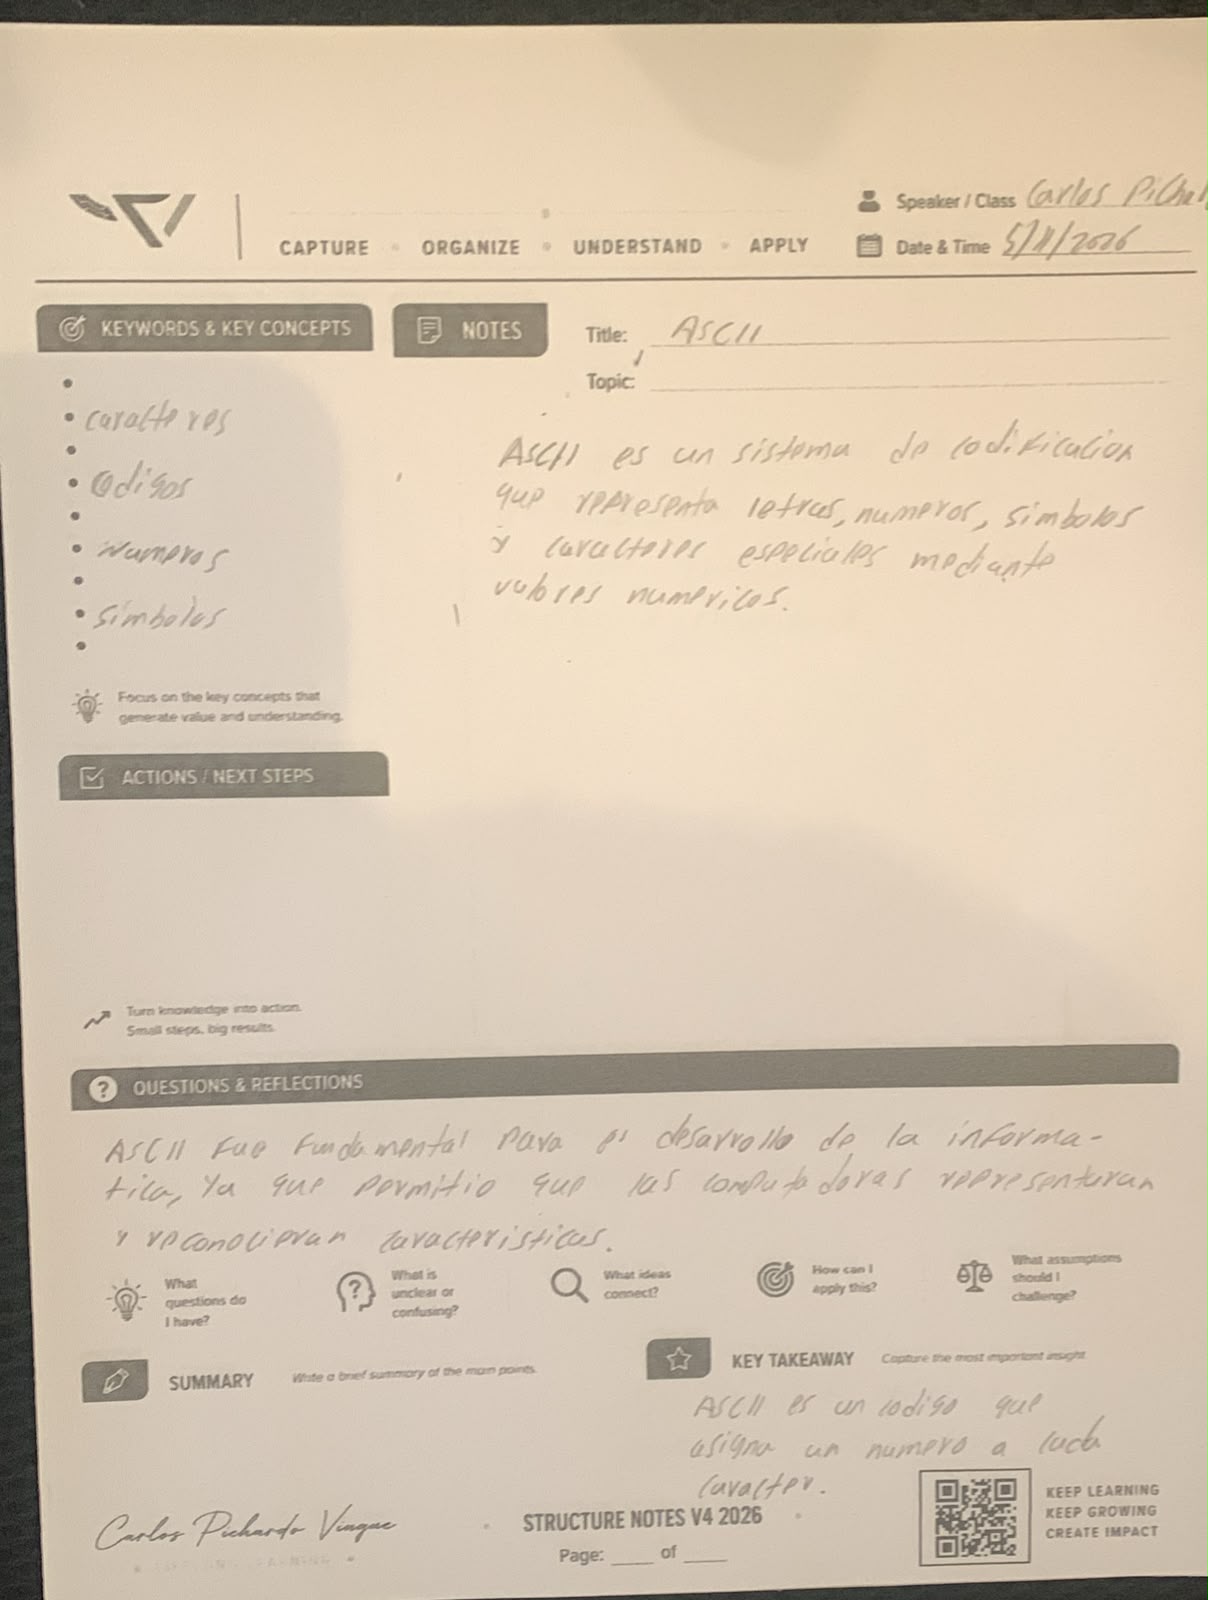 Speaker / Class Carlos Picha
CAPTURE • ORGANIZE • UNDERSTAND • APPLY
Date & Time 5/11/2026
KEYWORDS & KEY CONCEPTS
NOTES
Title: ASCII
Topic:
• caracteres
• Codigos
• Numeros
• Simbolos
ASCII es un sistema de codificacion
que representa letras, numeros, simbolos
y caracteres especiales mediante
valores numericos.
Focus on the key concepts that
generate value and understanding.
ACTIONS / NEXT STEPS
Turn knowledge into action.
Small steps, big results.
QUESTIONS & REFLECTIONS
ASCII fue fundamental para el desarrollo de la informa-
tica, ya que permitio que las computadoras representaran
y reconocieran caracteristicas.
What
questions do
I have?
What is
unclear or
confusing?
What ideas
connect?
How can I
apply this?
What assumptions
should I
challenge?
SUMMARY
Write a brief summary of the main points.
KEY TAKEAWAY
Capture the most important insight.
ASCII es un codigo que
asigna un numero a cada
caracter.
Carlos Pichardo Vinque
STRUCTURE NOTES V4 2026
Page: ____ of ____
KEEP LEARNING
KEEP GROWING
CREATE IMPACT